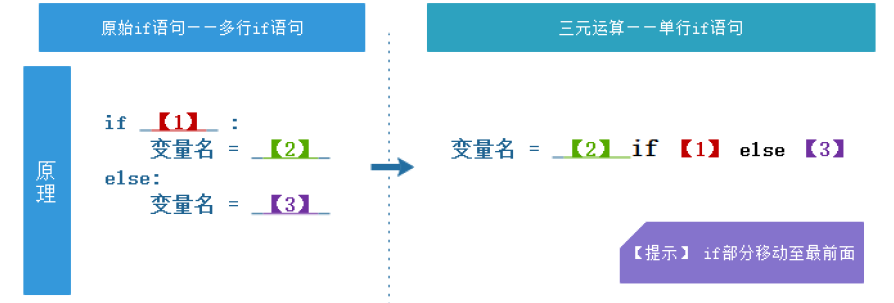 原始if语句——多行if语句
三元运算——单行if语句
原理
if 【1】 :
变量名 = 【2】
else:
变量名 = 【3】
变量名 = 【2】if 【1】 else 【3】
【提示】 if部分移动至最前面